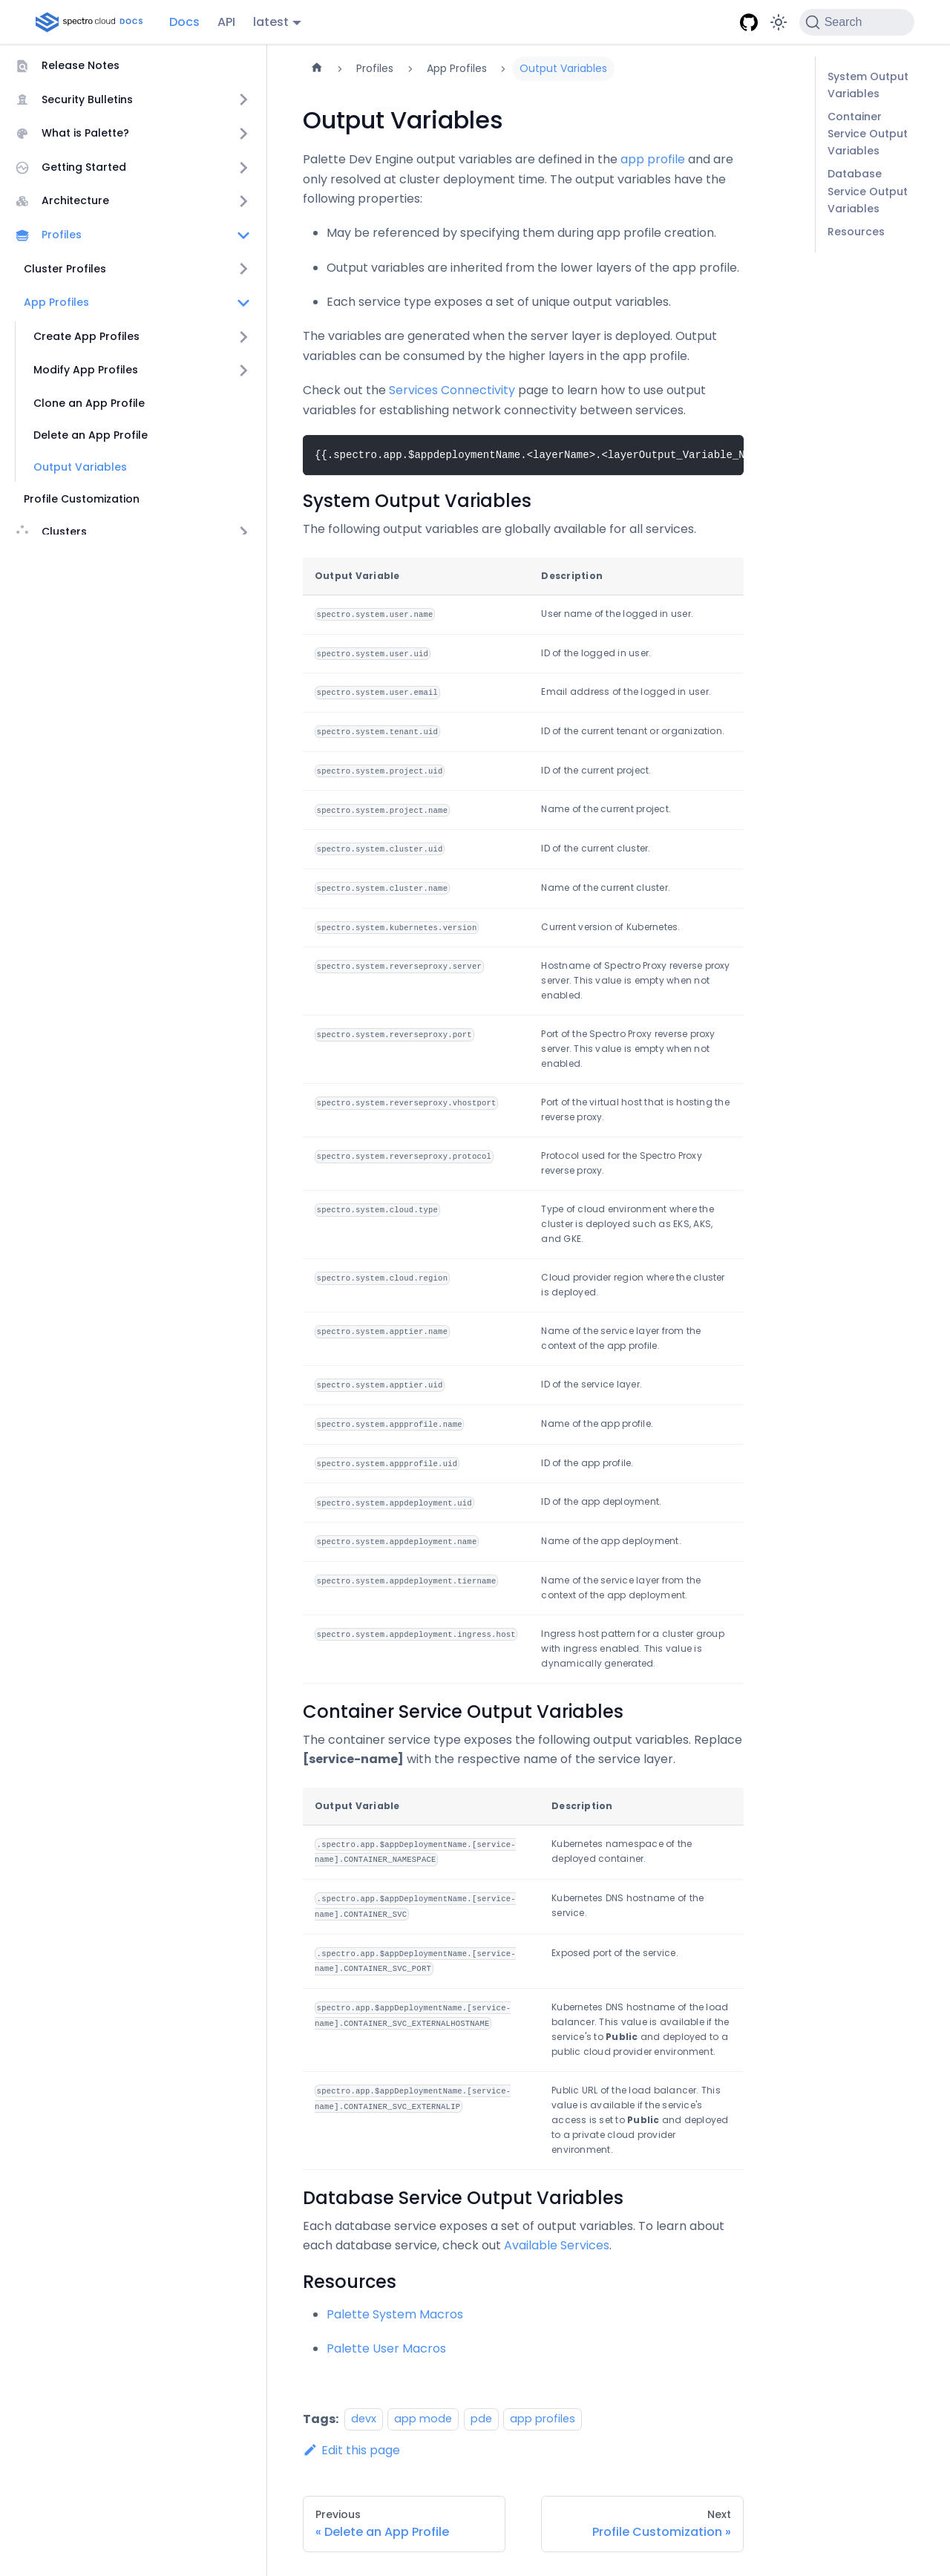 spectro cloud DOCS
Docs
API
latest
Search
Release Notes
Security Bulletins
What is Palette?
Getting Started
Architecture
Profiles
Cluster Profiles
App Profiles
Create App Profiles
Modify App Profiles
Clone an App Profile
Delete an App Profile
Output Variables
Profile Customization
Clusters
Profiles
App Profiles
Output Variables
Output Variables
Palette Dev Engine output variables are defined in the app profile and are
only resolved at cluster deployment time. The output variables have the
following properties:
May be referenced by specifying them during app profile creation.
Output variables are inherited from the lower layers of the app profile.
Each service type exposes a set of unique output variables.
The variables are generated when the server layer is deployed. Output
variables can be consumed by the higher layers in the app profile.
Check out the Services Connectivity page to learn how to use output
variables for establishing network connectivity between services.
{{.spectro.app.$appdeploymentName.<layerName>.<layerOutput_Variable_N
System Output Variables
The following output variables are globally available for all services.
Output Variable Description
spectro.system.user.name User name of the logged in user.
spectro.system.user.uid ID of the logged in user.
spectro.system.user.email Email address of the logged in user.
spectro.system.tenant.uid ID of the current tenant or organization.
spectro.system.project.uid ID of the current project.
spectro.system.project.name Name of the current project.
spectro.system.cluster.uid ID of the current cluster.
spectro.system.cluster.name Name of the current cluster.
spectro.system.kubernetes.version Current version of Kubernetes.
spectro.system.reverseproxy.server Hostname of Spectro Proxy reverse proxy
server. This value is empty when not
enabled.
spectro.system.reverseproxy.port Port of the Spectro Proxy reverse proxy
server. This value is empty when not
enabled.
spectro.system.reverseproxy.vhostport Port of the virtual host that is hosting the
reverse proxy.
spectro.system.reverseproxy.protocol Protocol used for the Spectro Proxy
reverse proxy.
spectro.system.cloud.type Type of cloud environment where the
cluster is deployed such as EKS, AKS,
and GKE.
spectro.system.cloud.region Cloud provider region where the cluster
is deployed.
spectro.system.apptier.name Name of the service layer from the
context of the app profile.
spectro.system.apptier.uid ID of the service layer.
spectro.system.appprofile.name Name of the app profile.
spectro.system.appprofile.uid ID of the app profile.
spectro.system.appdeployment.uid ID of the app deployment.
spectro.system.appdeployment.name Name of the app deployment.
spectro.system.appdeployment.tiername Name of the service layer from the
context of the app deployment.
spectro.system.appdeployment.ingress.host Ingress host pattern for a cluster group
with ingress enabled. This value is
dynamically generated.
Container Service Output Variables
The container service type exposes the following output variables. Replace
[service-name] with the respective name of the service layer.
Output Variable Description
.spectro.app.$appDeploymentName.[service- Kubernetes namespace of the
name].CONTAINER_NAMESPACE deployed container.
.spectro.app.$appDeploymentName.[service- Kubernetes DNS hostname of the
name].CONTAINER_SVC service.
.spectro.app.$appDeploymentName.[service- Exposed port of the service.
name].CONTAINER_SVC_PORT
spectro.app.$appDeploymentName.[service- Kubernetes DNS hostname of the load
name].CONTAINER_SVC_EXTERNALHOSTNAME balancer. This value is available if the
service's to Public and deployed to a
public cloud provider environment.
spectro.app.$appDeploymentName.[service- Public URL of the load balancer. This
name].CONTAINER_SVC_EXTERNALIP value is available if the service's
access is set to Public and deployed
to a private cloud provider
environment.
Database Service Output Variables
Each database service exposes a set of output variables. To learn about
each database service, check out Available Services.
Resources
Palette System Macros
Palette User Macros
Tags: devx app mode pde app profiles
Edit this page
Previous
« Delete an App Profile
Next
Profile Customization »
System Output
Variables
Container
Service Output
Variables
Database
Service Output
Variables
Resources